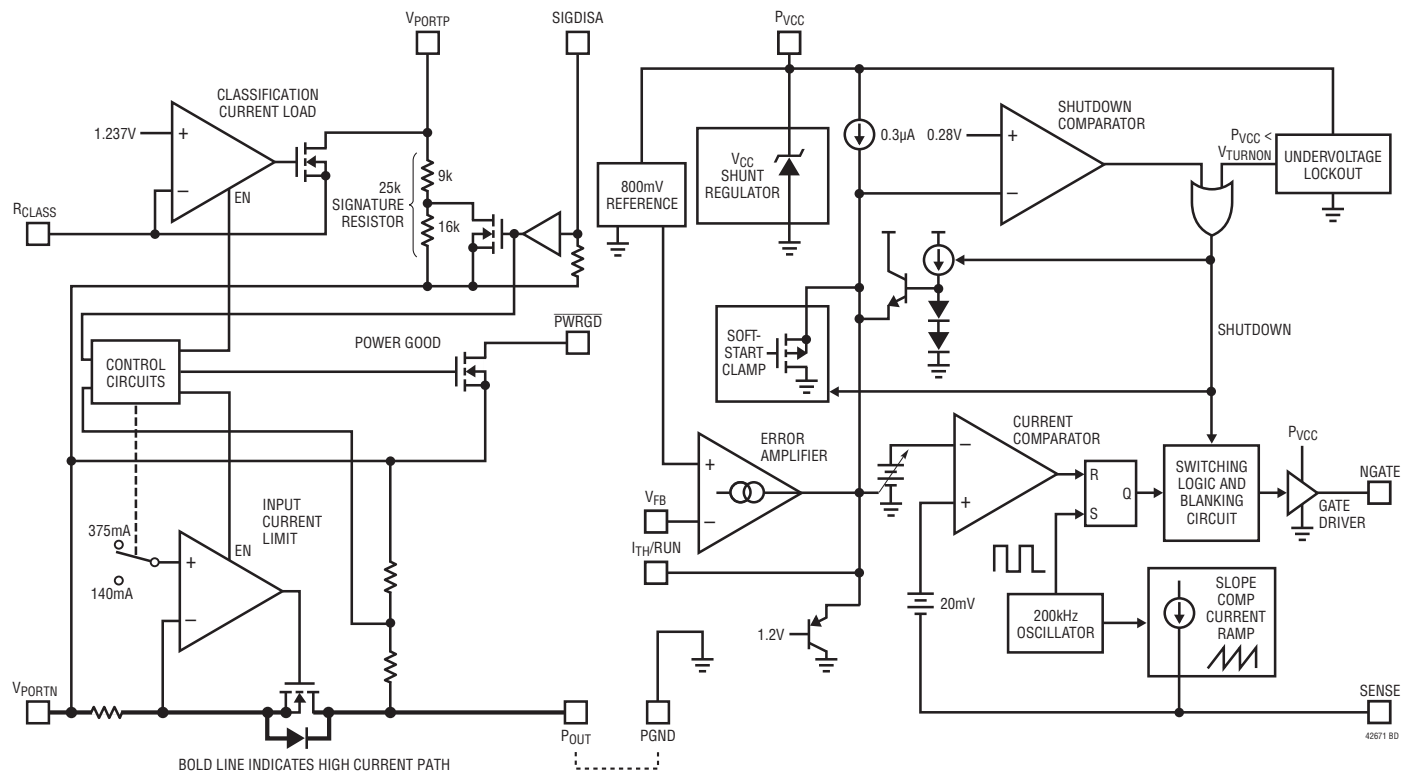 VPORTP
SIGDISA
PVCC
CLASSIFICATION
CURRENT LOAD
1.237V
+
–
EN
RCLASS
25k
SIGNATURE
RESISTOR
9k
16k
CONTROL
CIRCUITS
POWER GOOD
PWRGD
375mA
140mA
INPUT
CURRENT
LIMIT
EN
+
–
VPORTN
POUT
BOLD LINE INDICATES HIGH CURRENT PATH
800mV
REFERENCE
VCC
SHUNT
REGULATOR
0.3µA
0.28V
+
–
SHUTDOWN
COMPARATOR
PVCC <
VTURNON
UNDERVOLTAGE
LOCKOUT
SOFT-
START
CLAMP
SHUTDOWN
ERROR
AMPLIFIER
+
–
VFB
ITH/RUN
1.2V
PGND
CURRENT
COMPARATOR
–
+
R
S
Q
SWITCHING
LOGIC AND
BLANKING
CIRCUIT
PVCC
NGATE
GATE
DRIVER
20mV
200kHz
OSCILLATOR
SLOPE
COMP
CURRENT
RAMP
SENSE
42671 BD